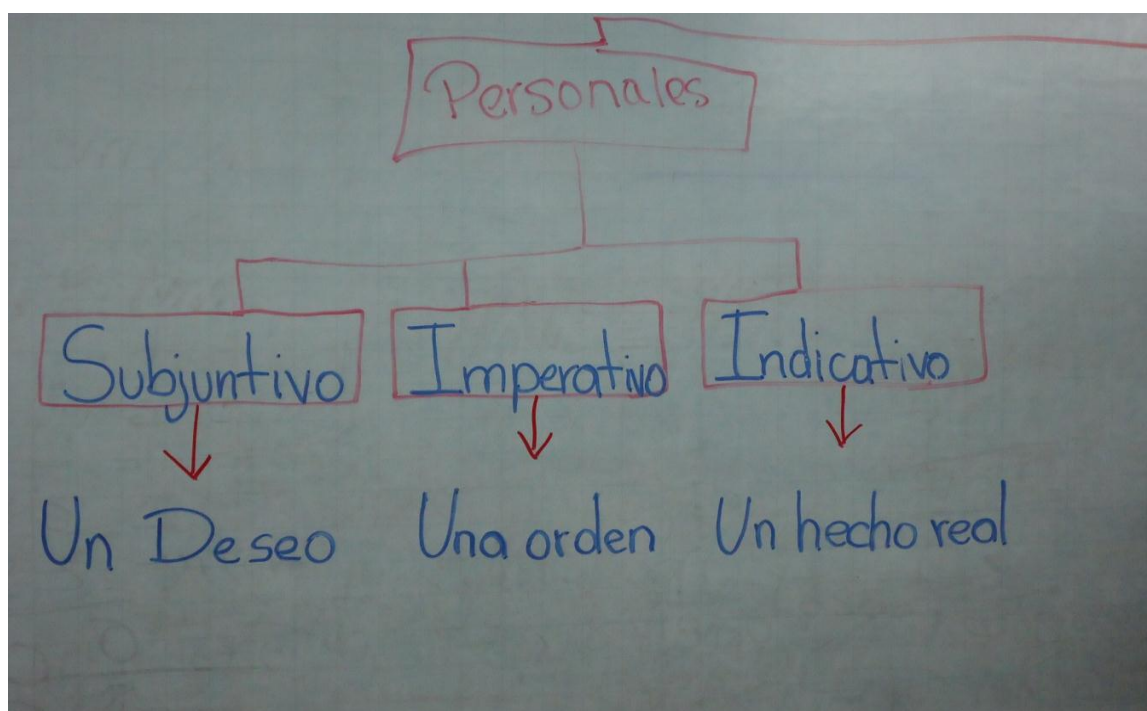 Personales
Subjuntivo Imperativo Indicativo
Un Deseo Una orden Un hecho real